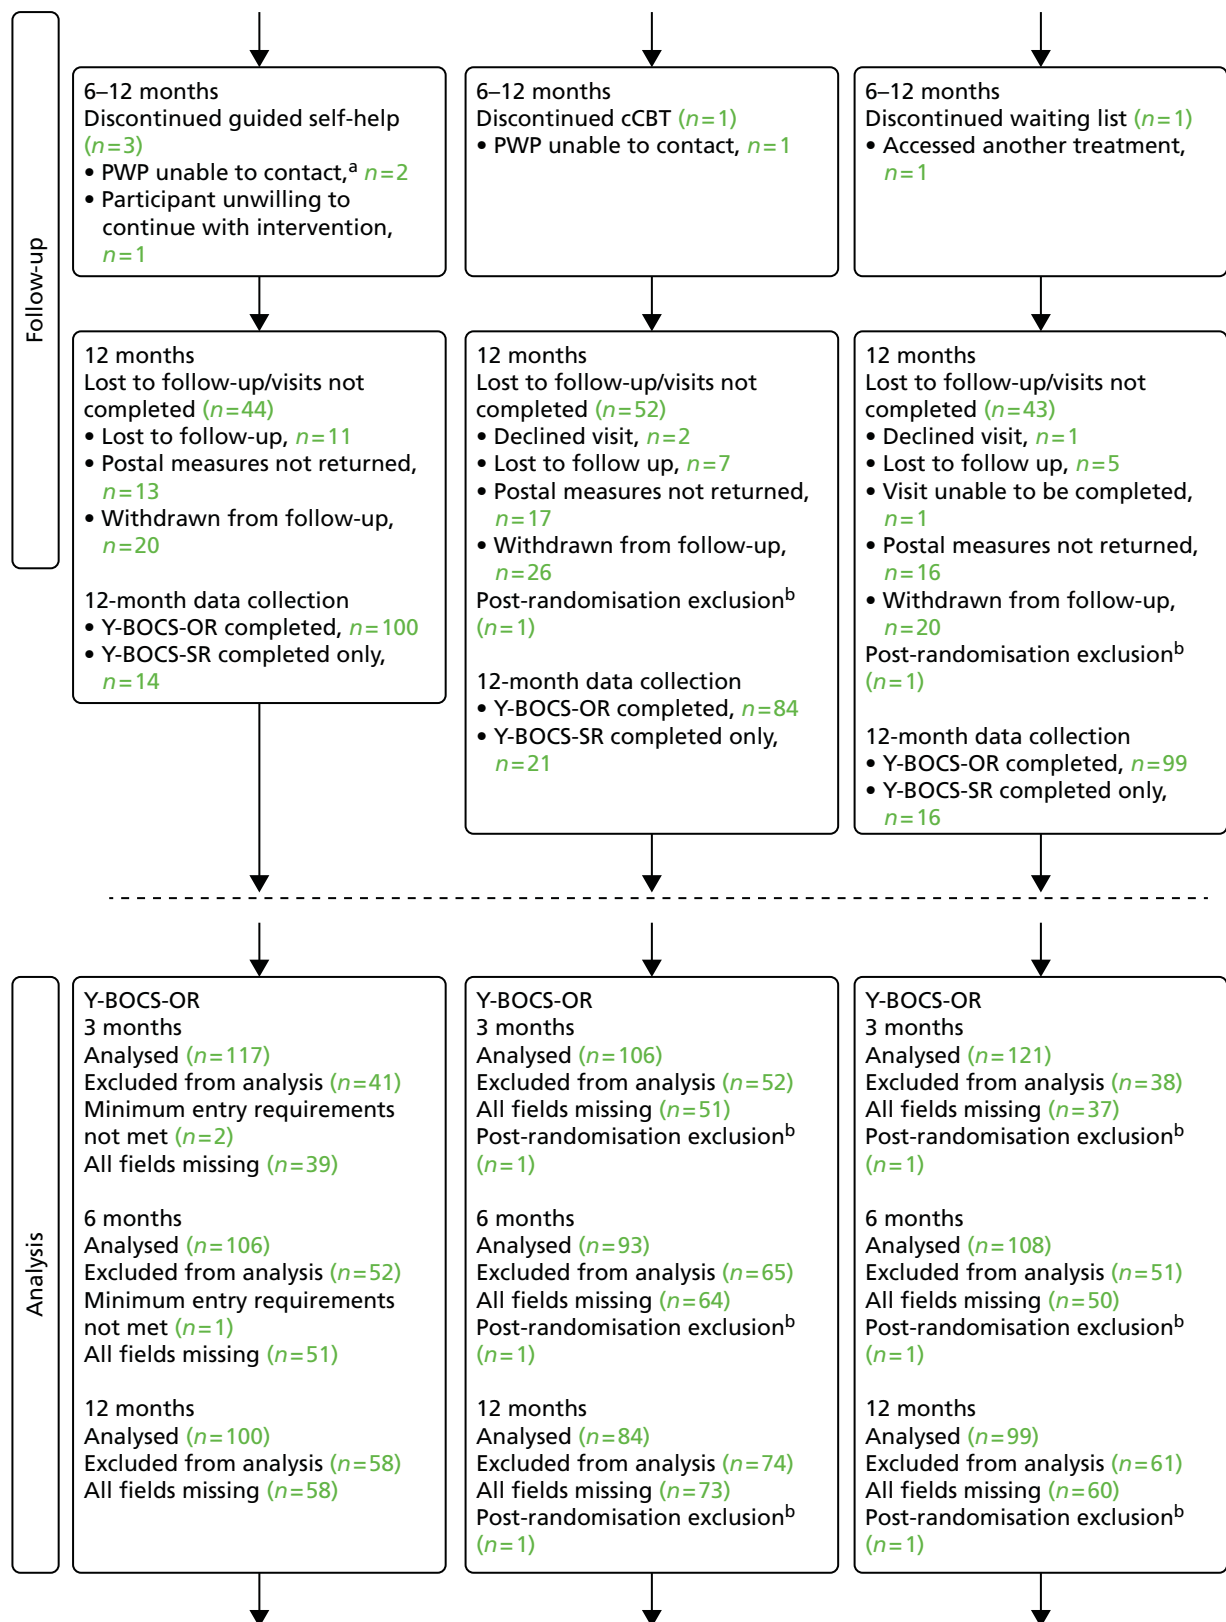 Follow-up
6–12 months
Discontinued guided self-help
(n=3)
• PWP unable to contact,a n=2
• Participant unwilling to
continue with intervention,
n=1
6–12 months
Discontinued cCBT (n=1)
• PWP unable to contact, n=1
6–12 months
Discontinued waiting list (n=1)
• Accessed another treatment,
n=1
12 months
Lost to follow-up/visits not
completed (n=44)
• Lost to follow-up, n=11
• Postal measures not returned,
n=13
• Withdrawn from follow-up,
n=20
12-month data collection
• Y-BOCS-OR completed, n=100
• Y-BOCS-SR completed only,
n=14
12 months
Lost to follow-up/visits not
completed (n=52)
• Declined visit, n=2
• Lost to follow up, n=7
• Postal measures not returned,
n=17
• Withdrawn from follow-up,
n=26
Post-randomisation exclusionb
(n=1)
12-month data collection
• Y-BOCS-OR completed, n=84
• Y-BOCS-SR completed only,
n=21
12 months
Lost to follow-up/visits not
completed (n=43)
• Declined visit, n=1
• Lost to follow up, n=5
• Visit unable to be completed,
n=1
• Postal measures not returned,
n=16
• Withdrawn from follow-up,
n=20
Post-randomisation exclusionb
(n=1)
12-month data collection
• Y-BOCS-OR completed, n=99
• Y-BOCS-SR completed only,
n=16
Analysis
Y-BOCS-OR
3 months
Analysed (n=117)
Excluded from analysis (n=41)
Minimum entry requirements
not met (n=2)
All fields missing (n=39)
6 months
Analysed (n=106)
Excluded from analysis (n=52)
Minimum entry requirements
not met (n=1)
All fields missing (n=51)
12 months
Analysed (n=100)
Excluded from analysis (n=58)
All fields missing (n=58)
Y-BOCS-OR
3 months
Analysed (n=106)
Excluded from analysis (n=52)
All fields missing (n=51)
Post-randomisation exclusionb
(n=1)
6 months
Analysed (n=93)
Excluded from analysis (n=65)
All fields missing (n=64)
Post-randomisation exclusionb
(n=1)
12 months
Analysed (n=84)
Excluded from analysis (n=74)
All fields missing (n=73)
Post-randomisation exclusionb
(n=1)
Y-BOCS-OR
3 months
Analysed (n=121)
Excluded from analysis (n=38)
All fields missing (n=37)
Post-randomisation exclusionb
(n=1)
6 months
Analysed (n=108)
Excluded from analysis (n=51)
All fields missing (n=50)
Post-randomisation exclusionb
(n=1)
12 months
Analysed (n=99)
Excluded from analysis (n=61)
All fields missing (n=60)
Post-randomisation exclusionb
(n=1)